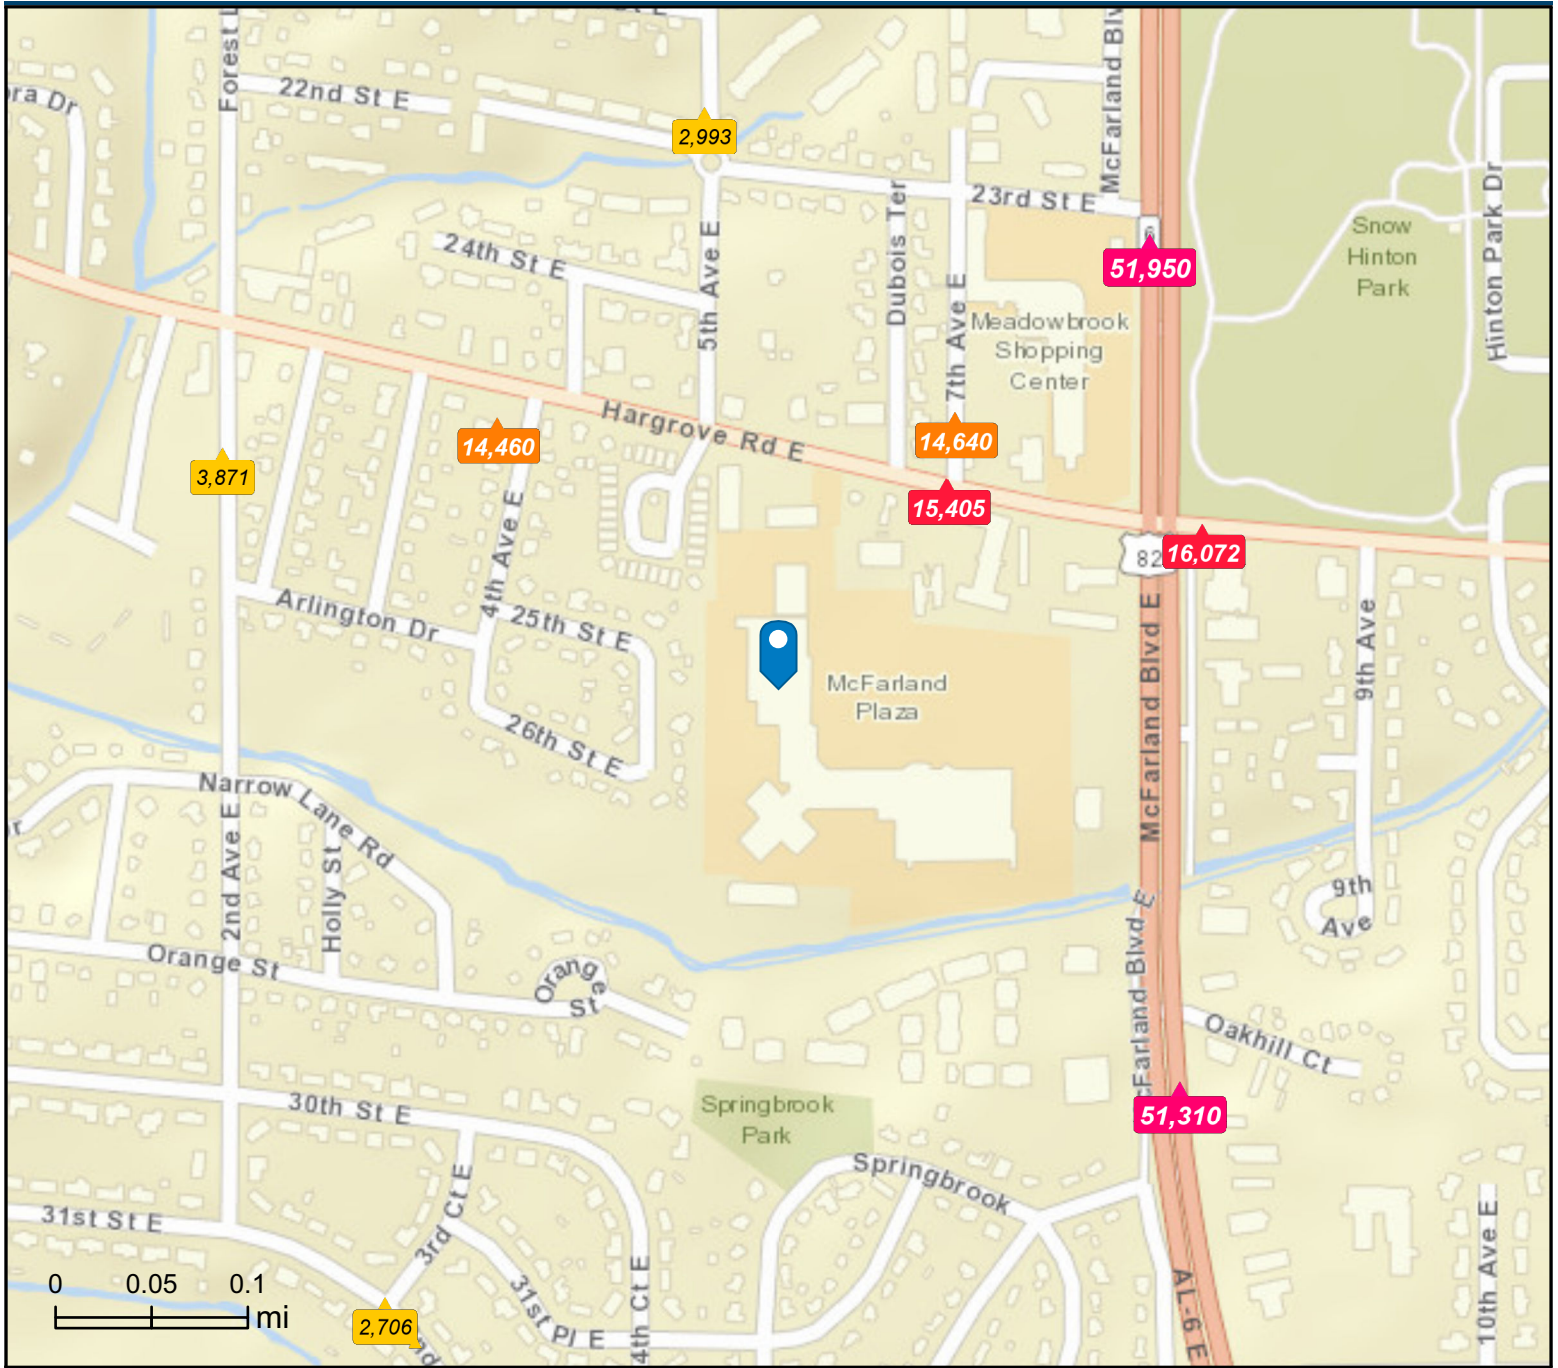 Forest L
St E
McFarland Blv
22nd St E
ora Dr
2,993
23rd St E
6
Snow
Hinton
Park
Hinton Park Dr
24th St E
5th Ave E
Dubois Ter
7th Ave E
51,950
Meadowbrook
Shopping
Center
Hargrove Rd E
14,460
14,640
3,871
15,405
16,072
82
4th Ave E
Arlington Dr
25th St E
McFarland Blvd E
9th Ave
McFarland
Plaza
26th St E
Narrow Lane Rd
2nd Ave E
Holly St
9th
Ave
Orange St
Orange
St
McFarland Blvd E
Oakhill Ct
30th St E
Springbrook
Park
51,310
Springbrook
31st St E
3rd Ct E
31st Pl E
4th Ct E
AL-6 E
10th Ave E
0 0.05 0.1
mi
2,706
nd